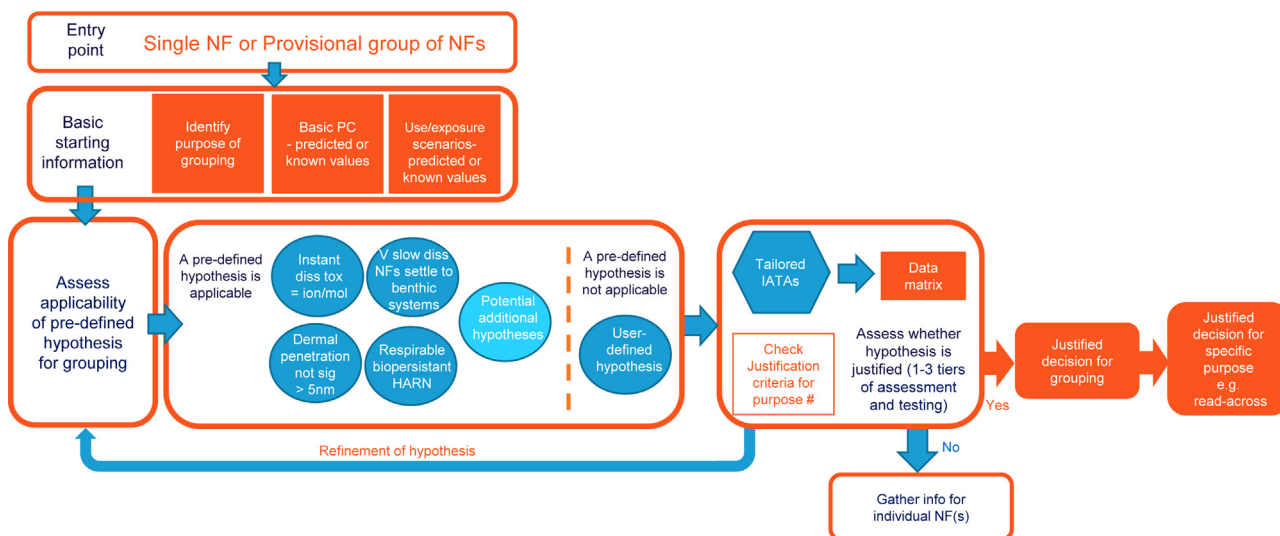 Entry
point
Single NF or Provisional group of NFs
Basic
starting
information
Identify
purpose of
grouping
Basic PC
- predicted or
known values
Use/exposure
scenarios-
predicted or
known values
Assess
applicability
of pre-defined
hypothesis
for grouping
A pre-defined
hypothesis is
applicable
Instant
diss tox
= ion/mol
V slow diss
NFs settle to
benthic
systems
Dermal
penetration
not sig
> 5nm
Respirable
biopersistant
HARN
Potential
additional
hypotheses
A pre-defined
hypothesis is
not applicable
User-
defined
hypothesis
Tailored
IATAs
Data
matrix
Check
Justification
criteria for
purpose #
Assess whether
hypothesis is
justified (1-3 tiers
of assessment
and testing)
Yes
Justified
decision for
grouping
Justified
decision for
specific
purpose
e.g.
read-across
Refinement of hypothesis
No
Gather info for
individual NF(s)